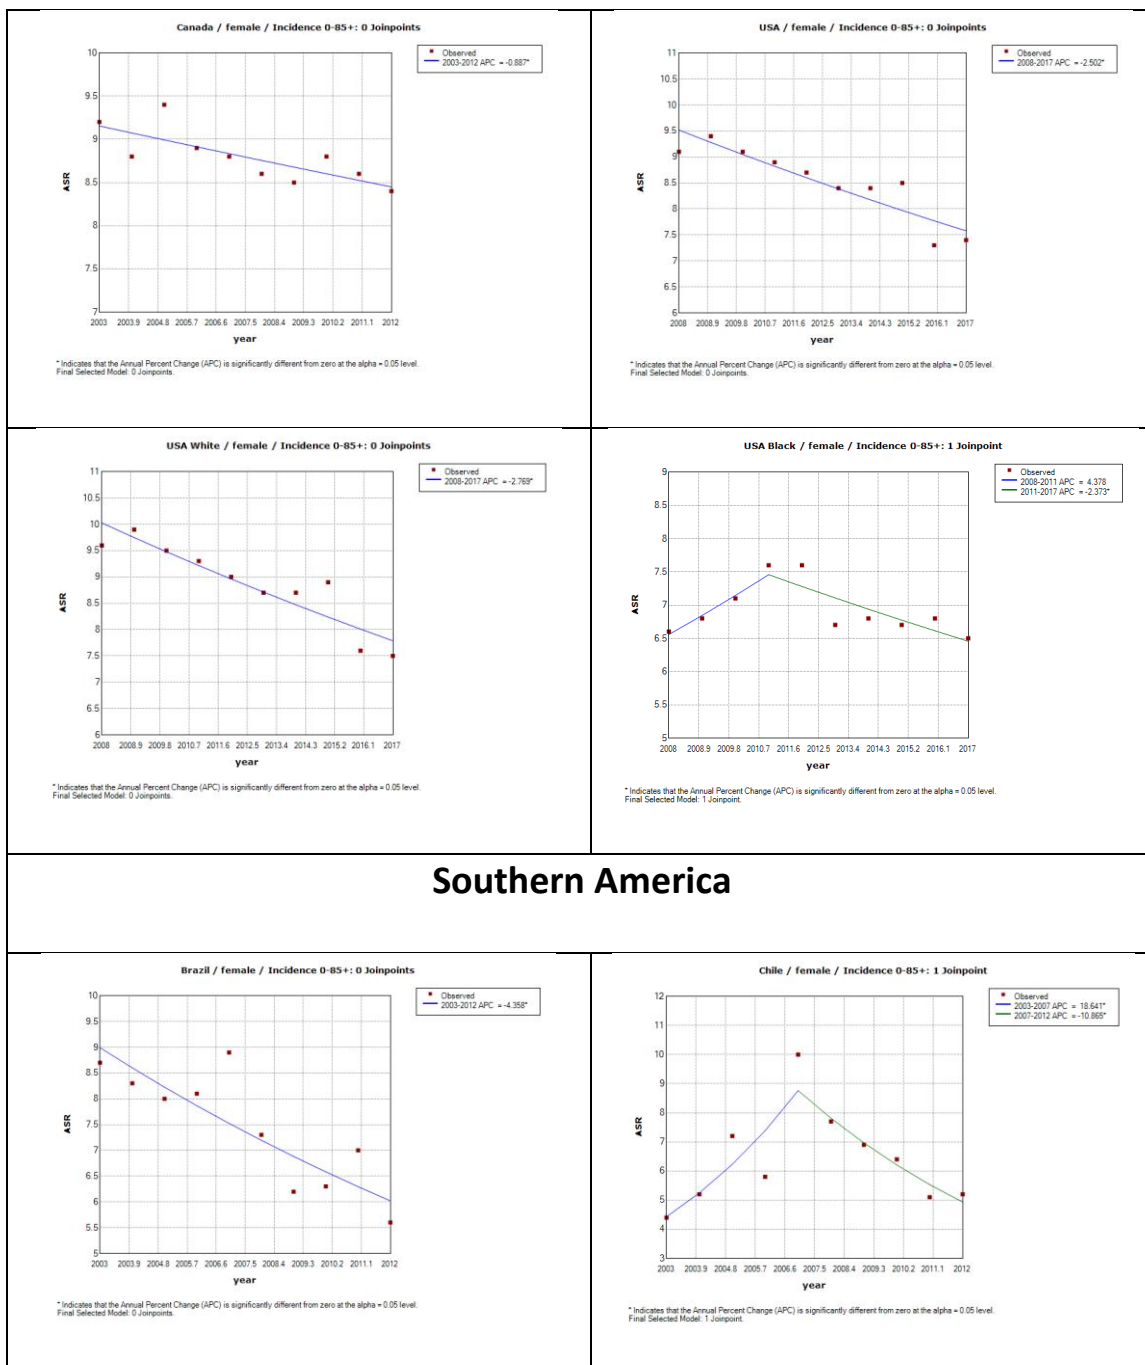 Canada / female / Incidence 0-85+: 0 Joinpoints
Observed
2003-2012 APC = -0.887*
10
9.5
9
8.5
8
7.5
7
ASR
2003 2003.9 2004.8 2005.7 2006.6 2007.5 2008.4 2009.3 2010.2 2011.1 2012
year
* Indicates that the Annual Percent Change (APC) is significantly different from zero at the alpha = 0.05 level.
Final Selected Model: 0 Joinpoints.
USA / female / Incidence 0-85+: 0 Joinpoints
Observed
2008-2017 APC = -2.502*
11
10.5
10
9.5
9
8.5
8
7.5
7
6.5
6
ASR
2008 2008.9 2009.8 2010.7 2011.6 2012.5 2013.4 2014.3 2015.2 2016.1 2017
year
* Indicates that the Annual Percent Change (APC) is significantly different from zero at the alpha = 0.05 level.
Final Selected Model: 0 Joinpoints.
USA White / female / Incidence 0-85+: 0 Joinpoints
Observed
2008-2017 APC = -2.769*
11
10.5
10
9.5
9
8.5
8
7.5
7
6.5
6
ASR
2008 2008.9 2009.8 2010.7 2011.6 2012.5 2013.4 2014.3 2015.2 2016.1 2017
year
* Indicates that the Annual Percent Change (APC) is significantly different from zero at the alpha = 0.05 level.
Final Selected Model: 0 Joinpoints.
USA Black / female / Incidence 0-85+: 1 Joinpoint
Observed
2008-2011 APC = 4.378
2011-2017 APC = -2.373*
9
8.5
8
7.5
7
6.5
6
5.5
5
ASR
2008 2008.9 2009.8 2010.7 2011.6 2012.5 2013.4 2014.3 2015.2 2016.1 2017
year
* Indicates that the Annual Percent Change (APC) is significantly different from zero at the alpha = 0.05 level.
Final Selected Model: 1 Joinpoint.
Southern America
Brazil / female / Incidence 0-85+: 0 Joinpoints
Observed
2003-2012 APC = -4.358*
10
9.5
9
8.5
8
7.5
7
6.5
6
5.5
5
ASR
2003 2003.9 2004.8 2005.7 2006.6 2007.5 2008.4 2009.3 2010.2 2011.1 2012
year
* Indicates that the Annual Percent Change (APC) is significantly different from zero at the alpha = 0.05 level.
Final Selected Model: 0 Joinpoints.
Chile / female / Incidence 0-85+: 1 Joinpoint
Observed
2003-2007 APC = 18.641*
2007-2012 APC = -10.865*
12
11
10
9
8
7
6
5
4
3
ASR
2003 2003.9 2004.8 2005.7 2006.6 2007.5 2008.4 2009.3 2010.2 2011.1 2012
year
* Indicates that the Annual Percent Change (APC) is significantly different from zero at the alpha = 0.05 level.
Final Selected Model: 1 Joinpoint.